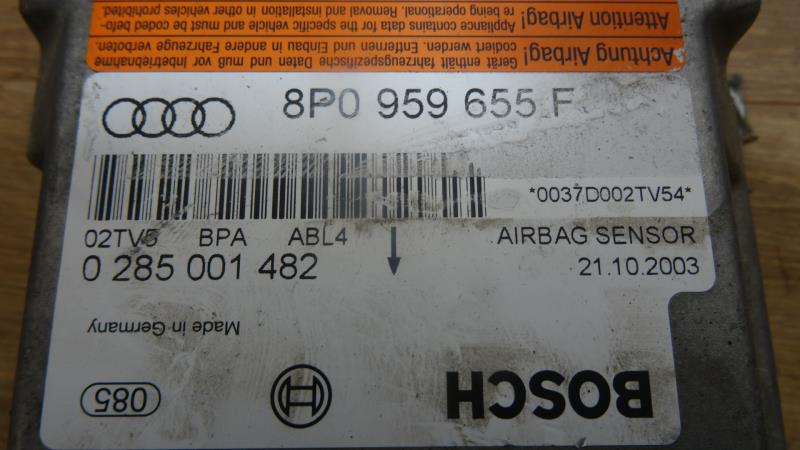 Achtung Airbag!
Gerät enthält fahrzeugspezifische Daten und muß vor Inbetriebnahme
codiert werden. Entfernen und Einbau in andere Fahrzeuge verboten.
Attention Airbag!
Appliance contains data for the specific vehicle and must be coded befo-
re being operational. Removal and installation in other vehicles
prohibited.
8P0 959 655 F
*0037D002TV54*
02TV5 BPA ABL4
AIRBAG SENSOR
0 285 001 482
21.10.2003
Made in Germany
085
BOSCH